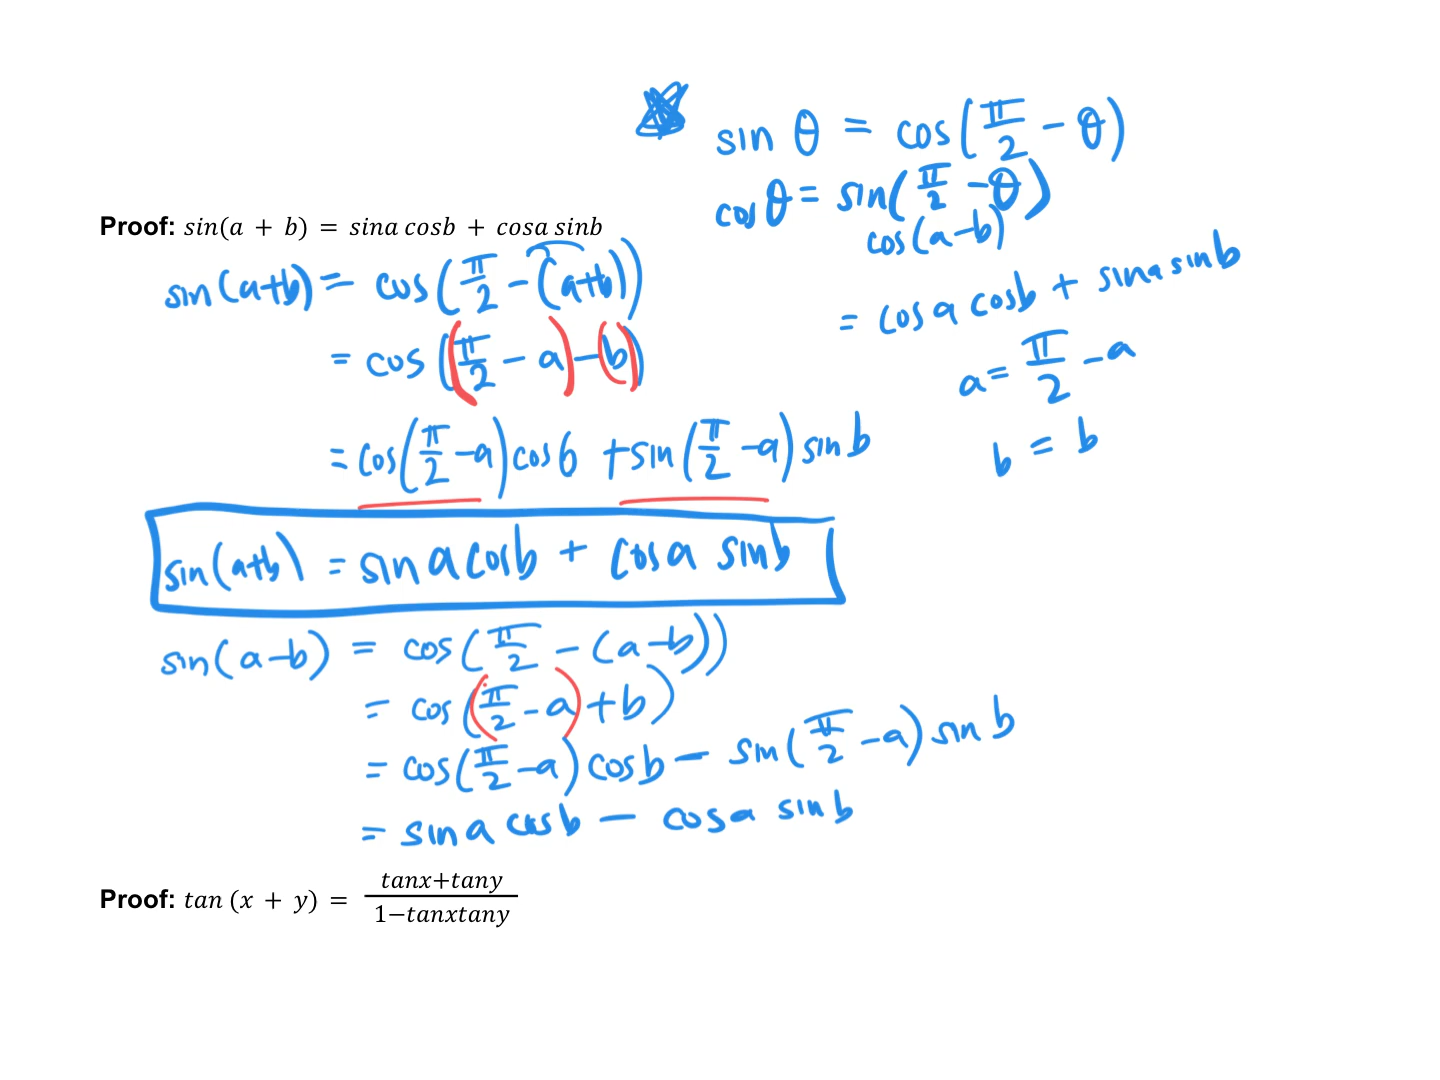 sin θ = cos(π/2 − θ)
cos θ = sin(π/2 − θ)
Proof: sin(a + b) = sina cosb + cosa sinb
cos(a−b)
= cos a cosb + sina sinb
a = π/2 − a
b = b
sin(a+b) = cos(π/2 − (a+b))
= cos((π/2 − a) − (b))
= cos(π/2 − a) cos b + sin(π/2 − a) sin b
sin(a+b) = sin a cos b + cos a sin b
sin(a−b) = cos(π/2 − (a−b))
= cos((π/2 − a) + b)
= cos(π/2 − a) cos b − sin(π/2 − a) sin b
= sin a cos b − cos a sin b
Proof: tan (x + y) = tanx+tany / 1−tanxtany